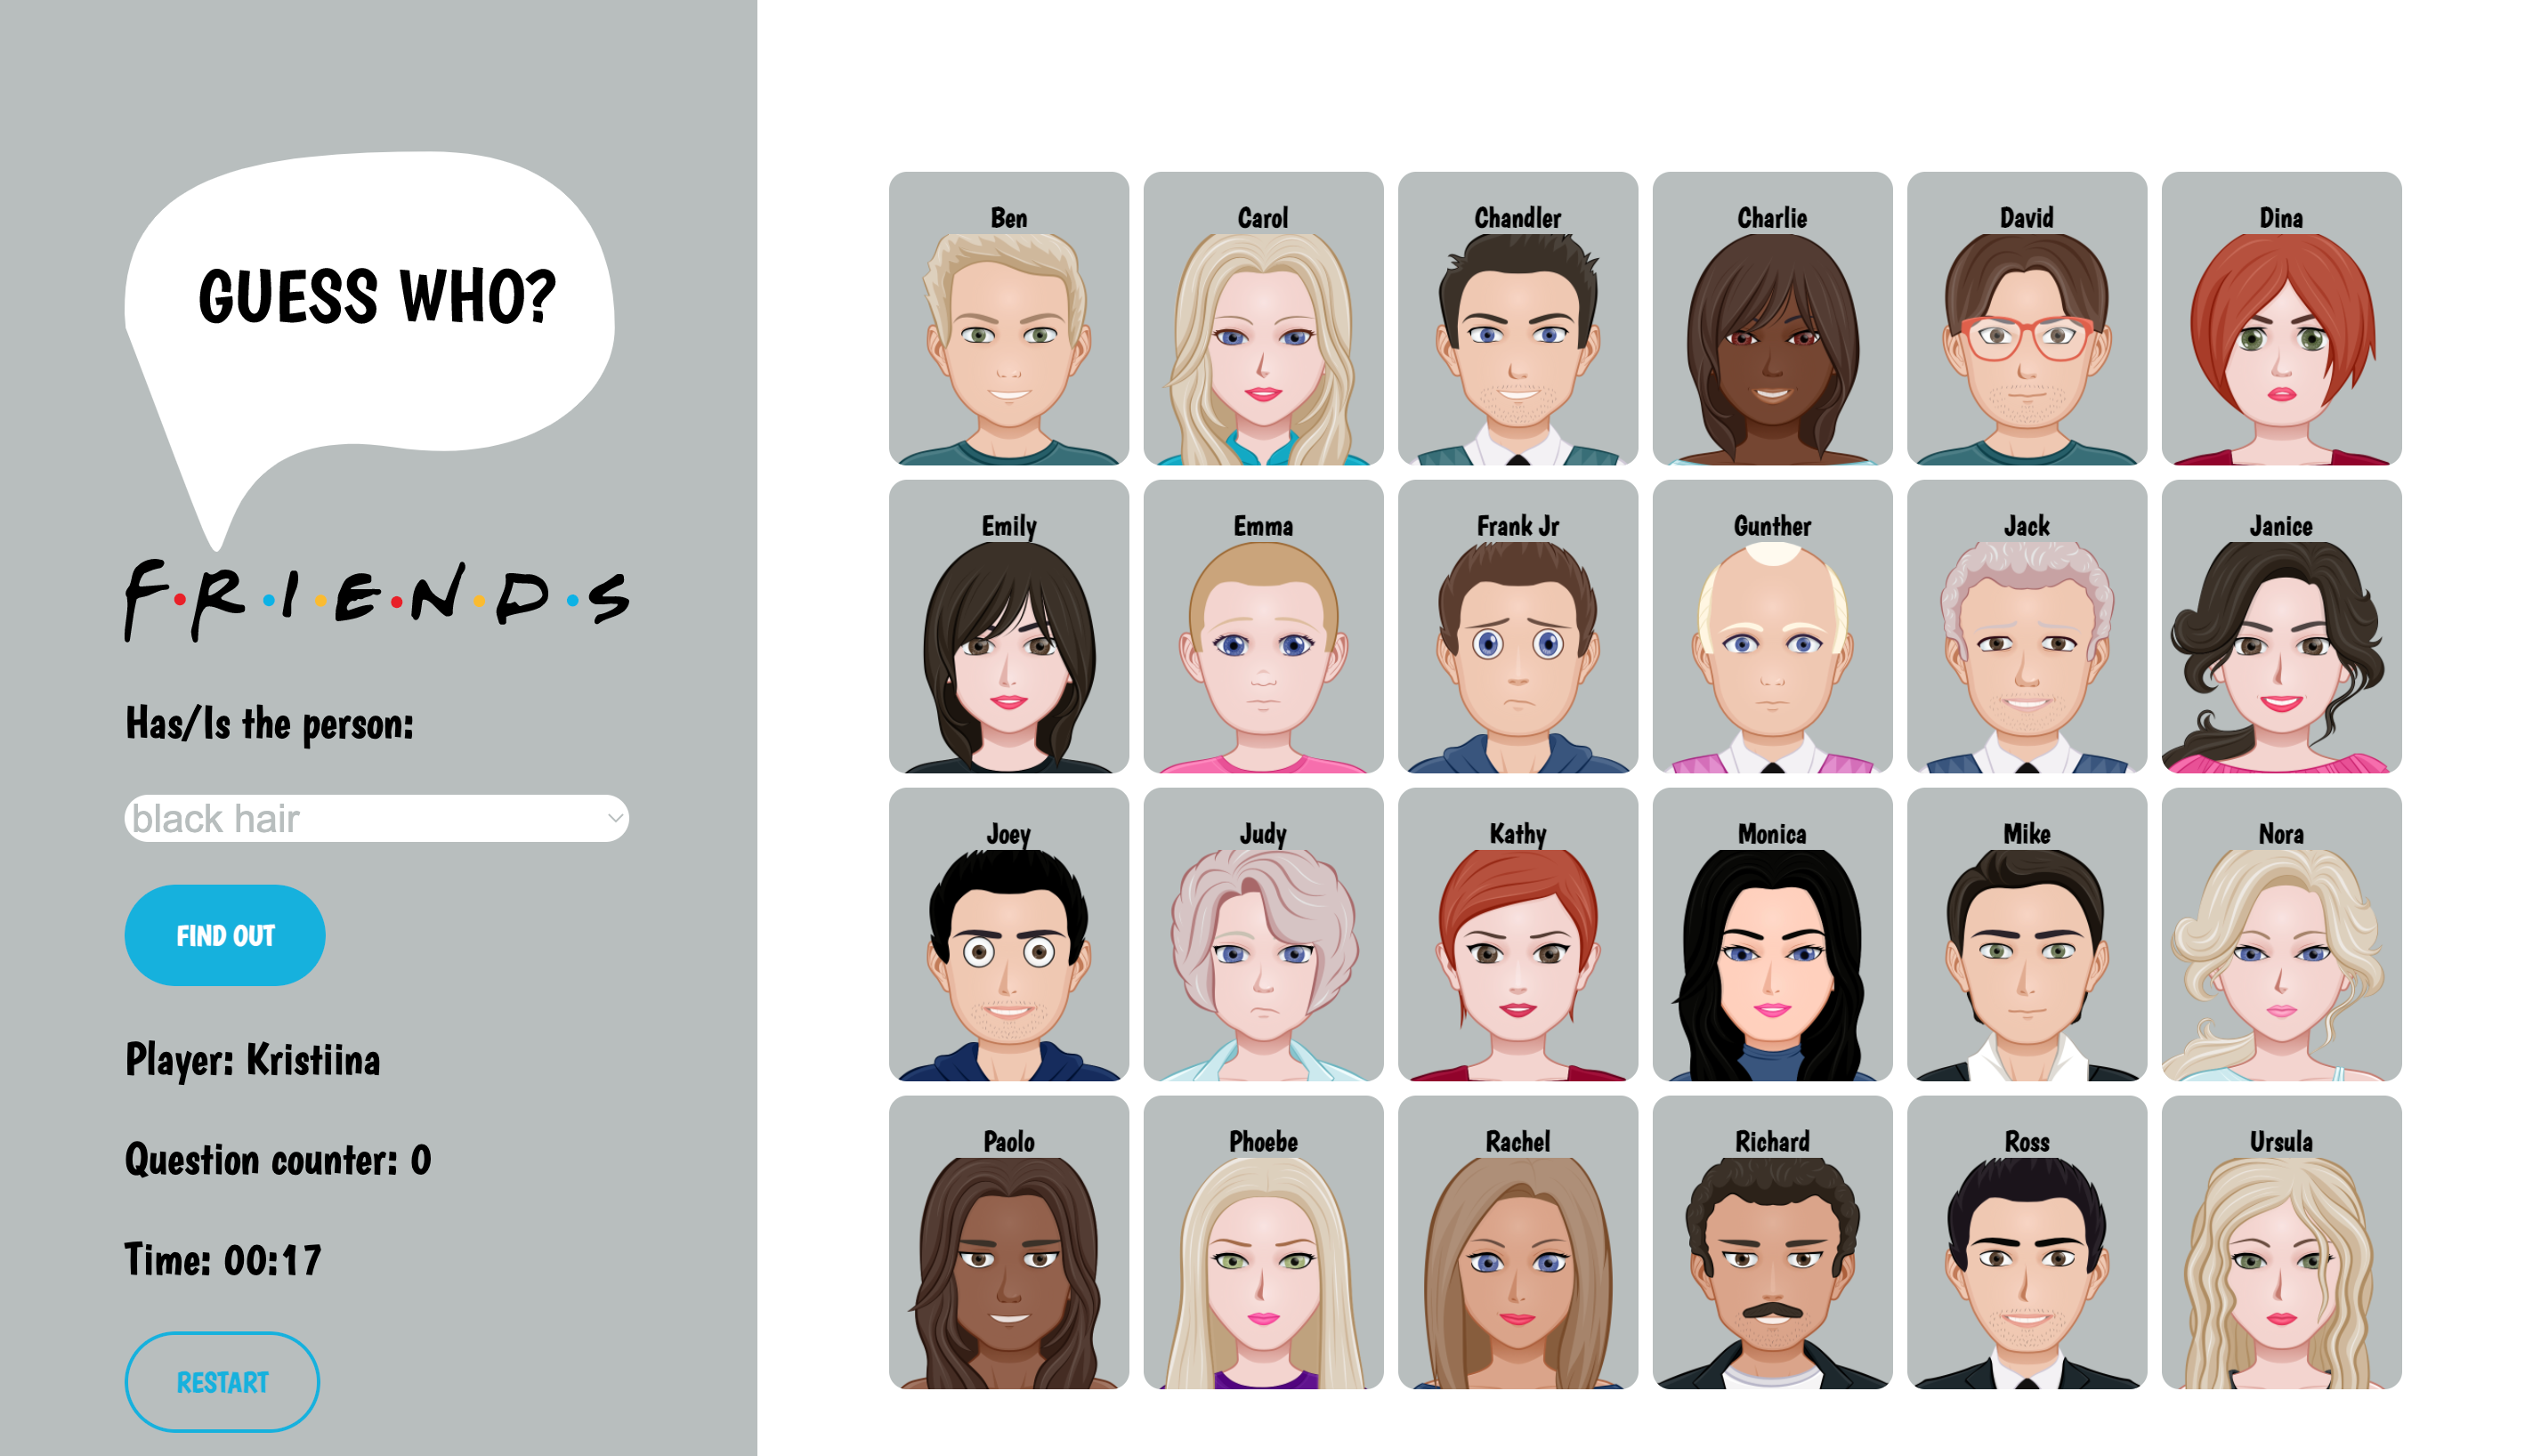 GUESS WHO?
F•R•I•E•N•D•S
Has/Is the person:
black hair
FIND OUT
Player: Kristiina
Question counter: 0
Time: 00:17
RESTART
Ben
Carol
Chandler
Charlie
David
Dina
Emily
Emma
Frank Jr
Gunther
Jack
Janice
Joey
Judy
Kathy
Monica
Mike
Nora
Paolo
Phoebe
Rachel
Richard
Ross
Ursula